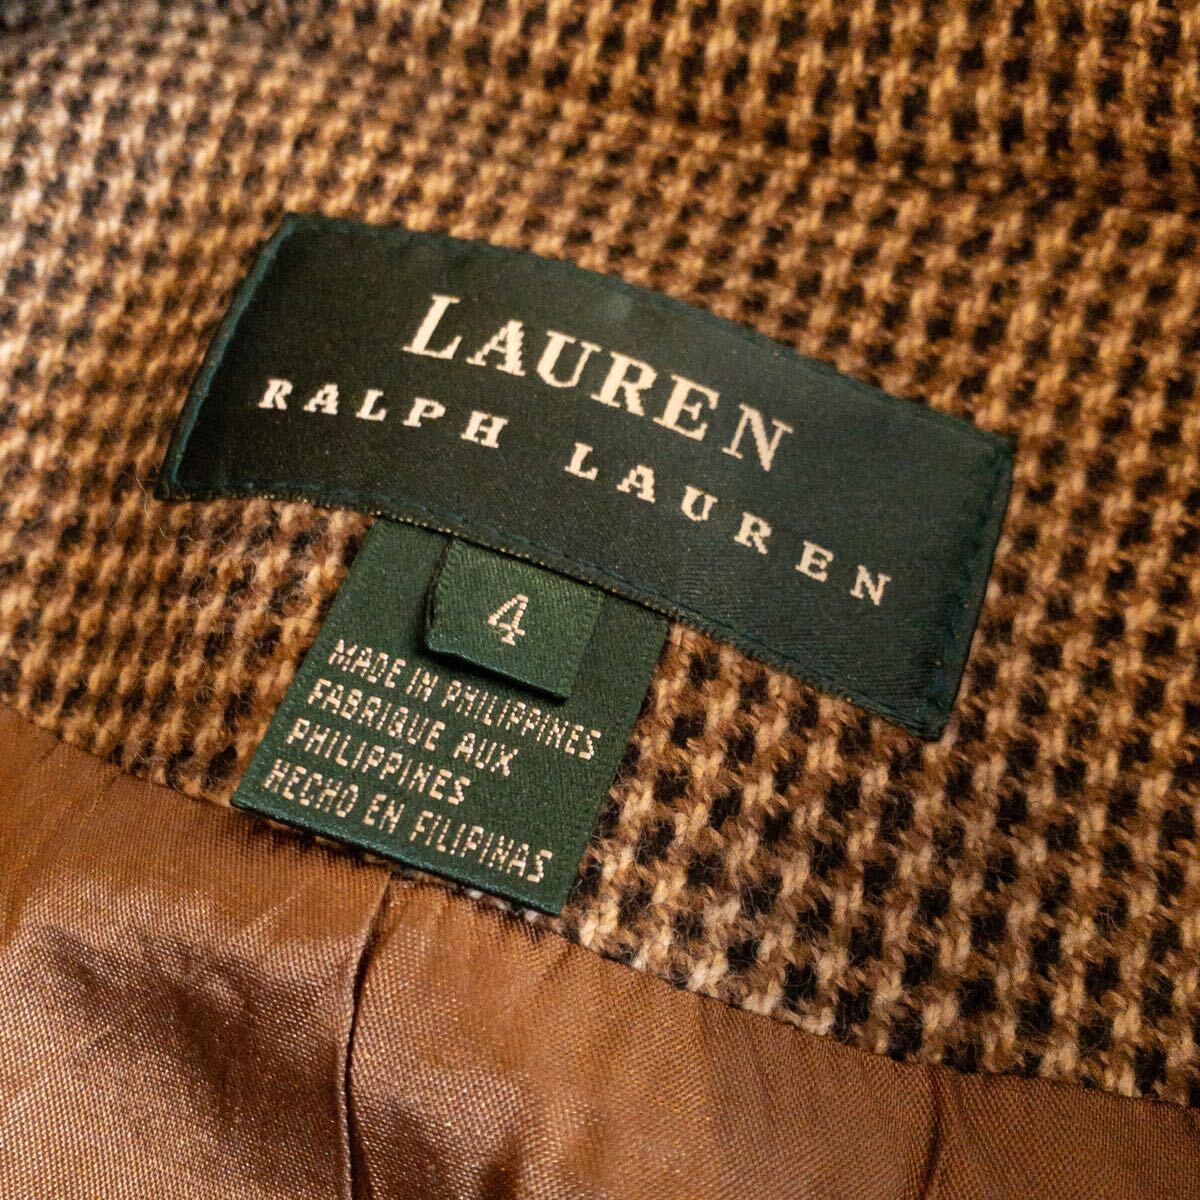 LAUREN
RALPH LAUREN
4
MADE IN PHILIPPINES
FABRIQUE AUX
PHILIPPINES
HECHO EN FILIPINAS